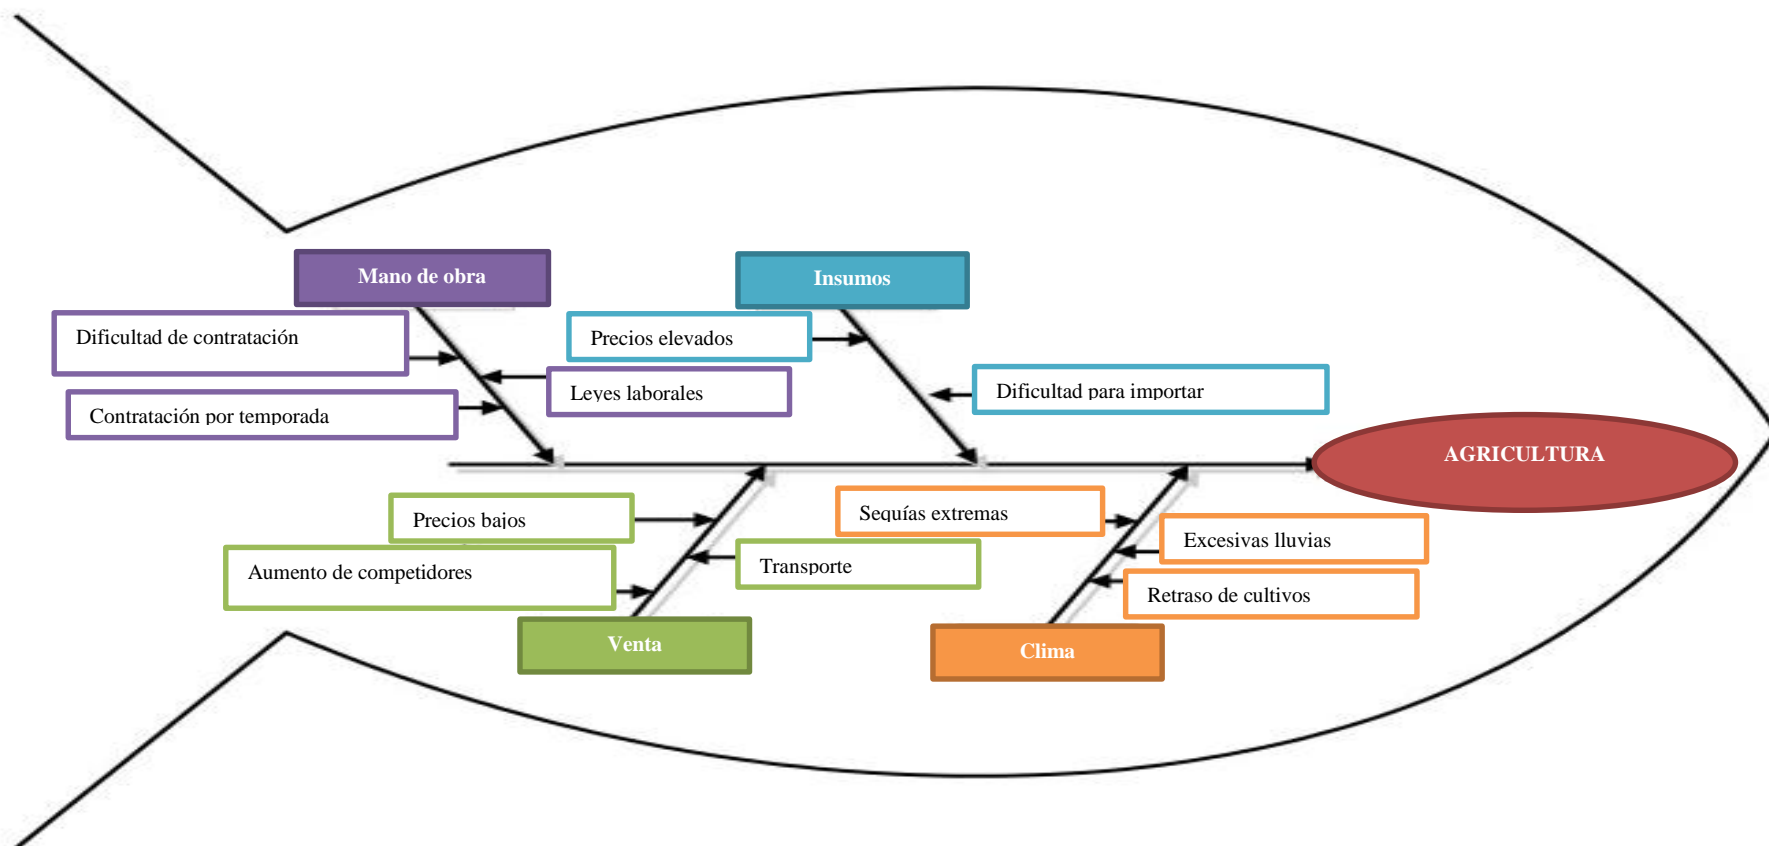 Mano de obra
Insumos
Dificultad de contratación
Precios elevados
Leyes laborales
Dificultad para importar
Contratación por temporada
AGRICULTURA
Precios bajos
Sequías extremas
Excesivas lluvias
Aumento de competidores
Transporte
Retraso de cultivos
Venta
Clima